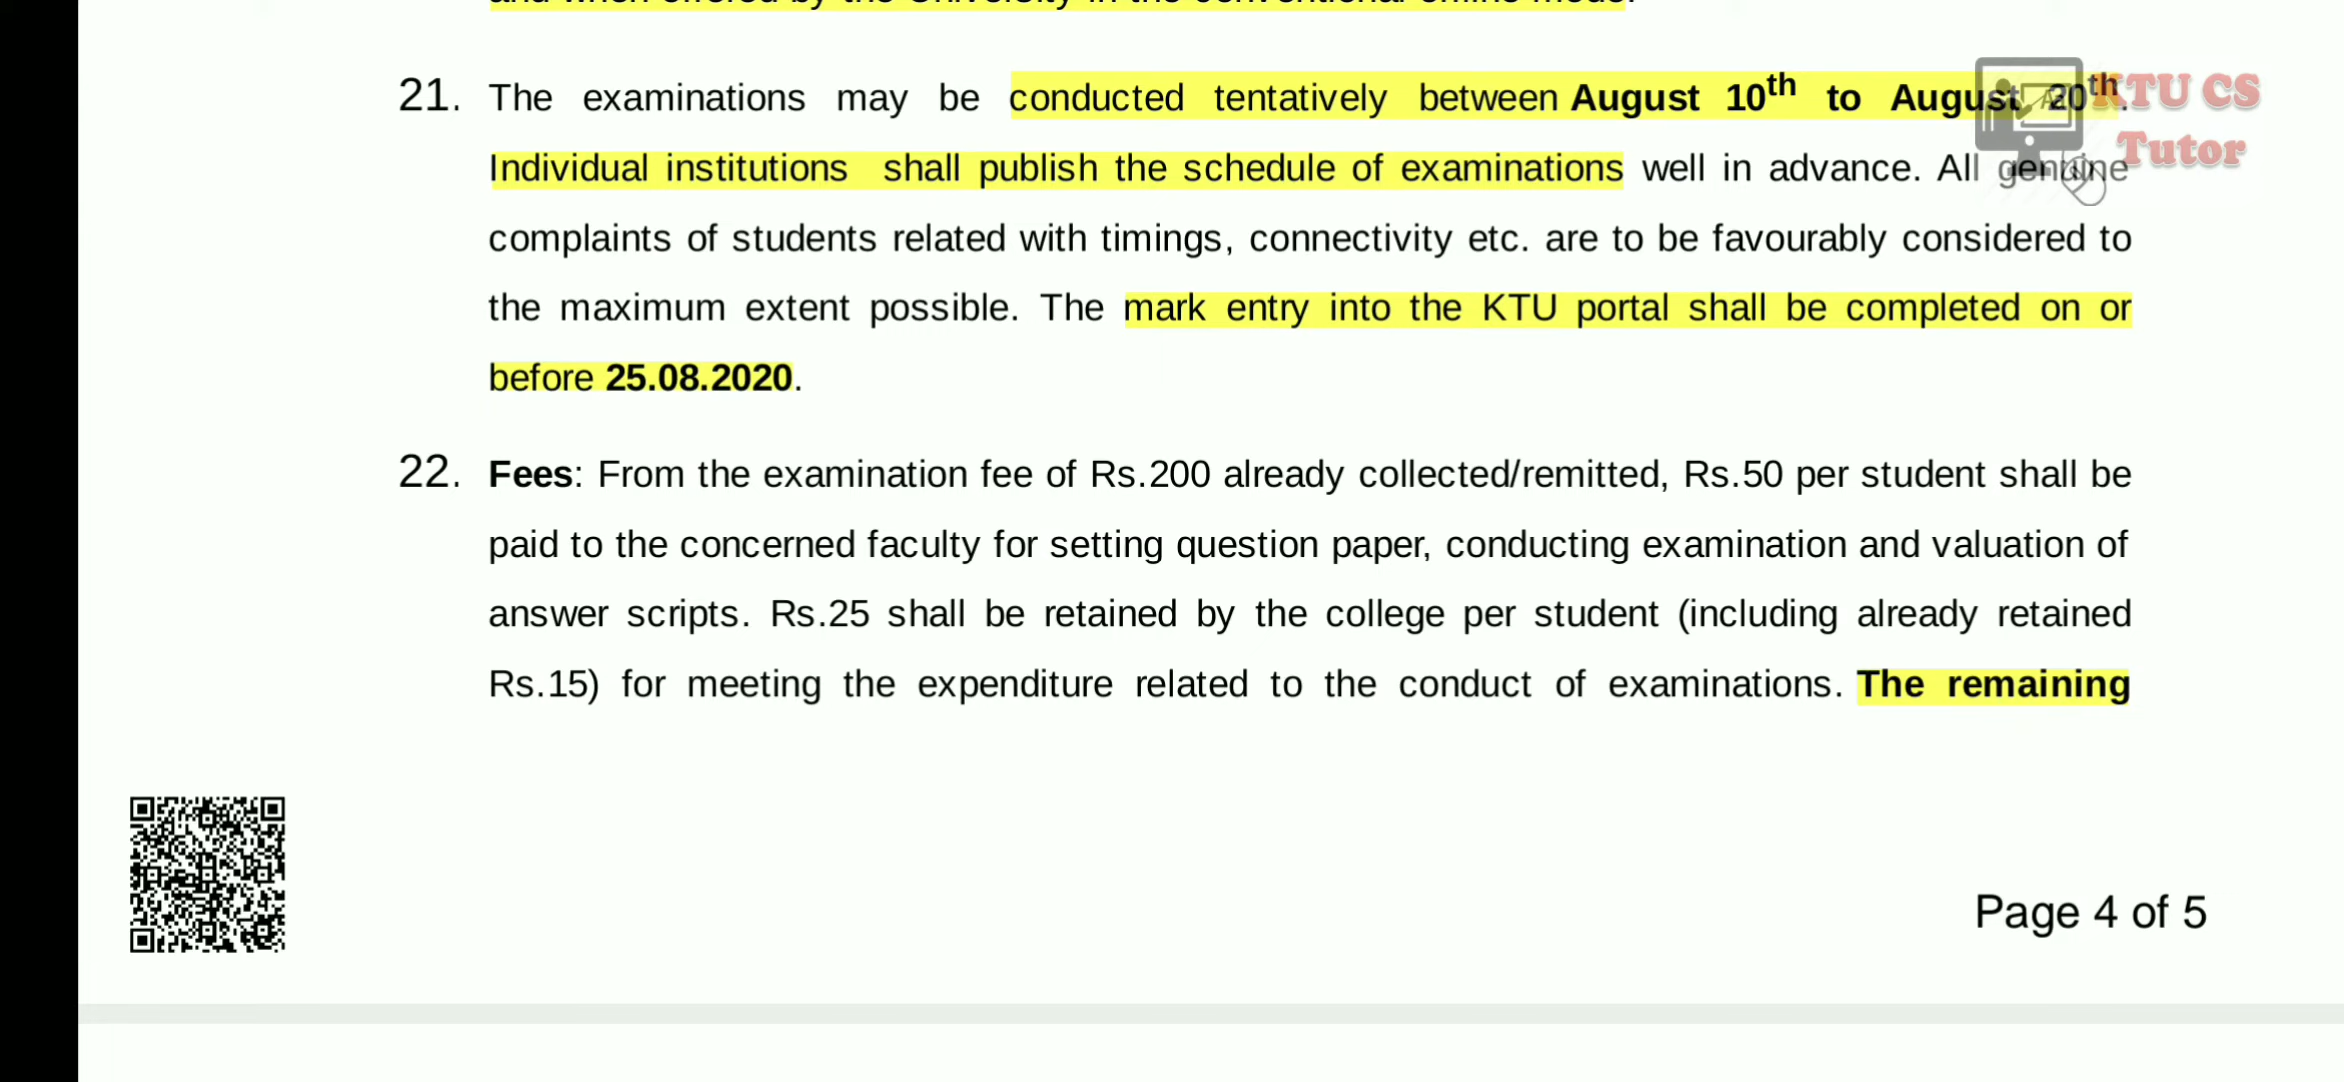 and when offered by the University in the conventional offline mode.
21. The examinations may be conducted tentatively between August 10th to August 20th.
Individual institutions shall publish the schedule of examinations well in advance. All genuine
complaints of students related with timings, connectivity etc. are to be favourably considered to
the maximum extent possible. The mark entry into the KTU portal shall be completed on or
before 25.08.2020.
22. Fees: From the examination fee of Rs.200 already collected/remitted, Rs.50 per student shall be
paid to the concerned faculty for setting question paper, conducting examination and valuation of
answer scripts. Rs.25 shall be retained by the college per student (including already retained
Rs.15) for meeting the expenditure related to the conduct of examinations. The remaining
Page 4 of 5
KTU CS
Tutor